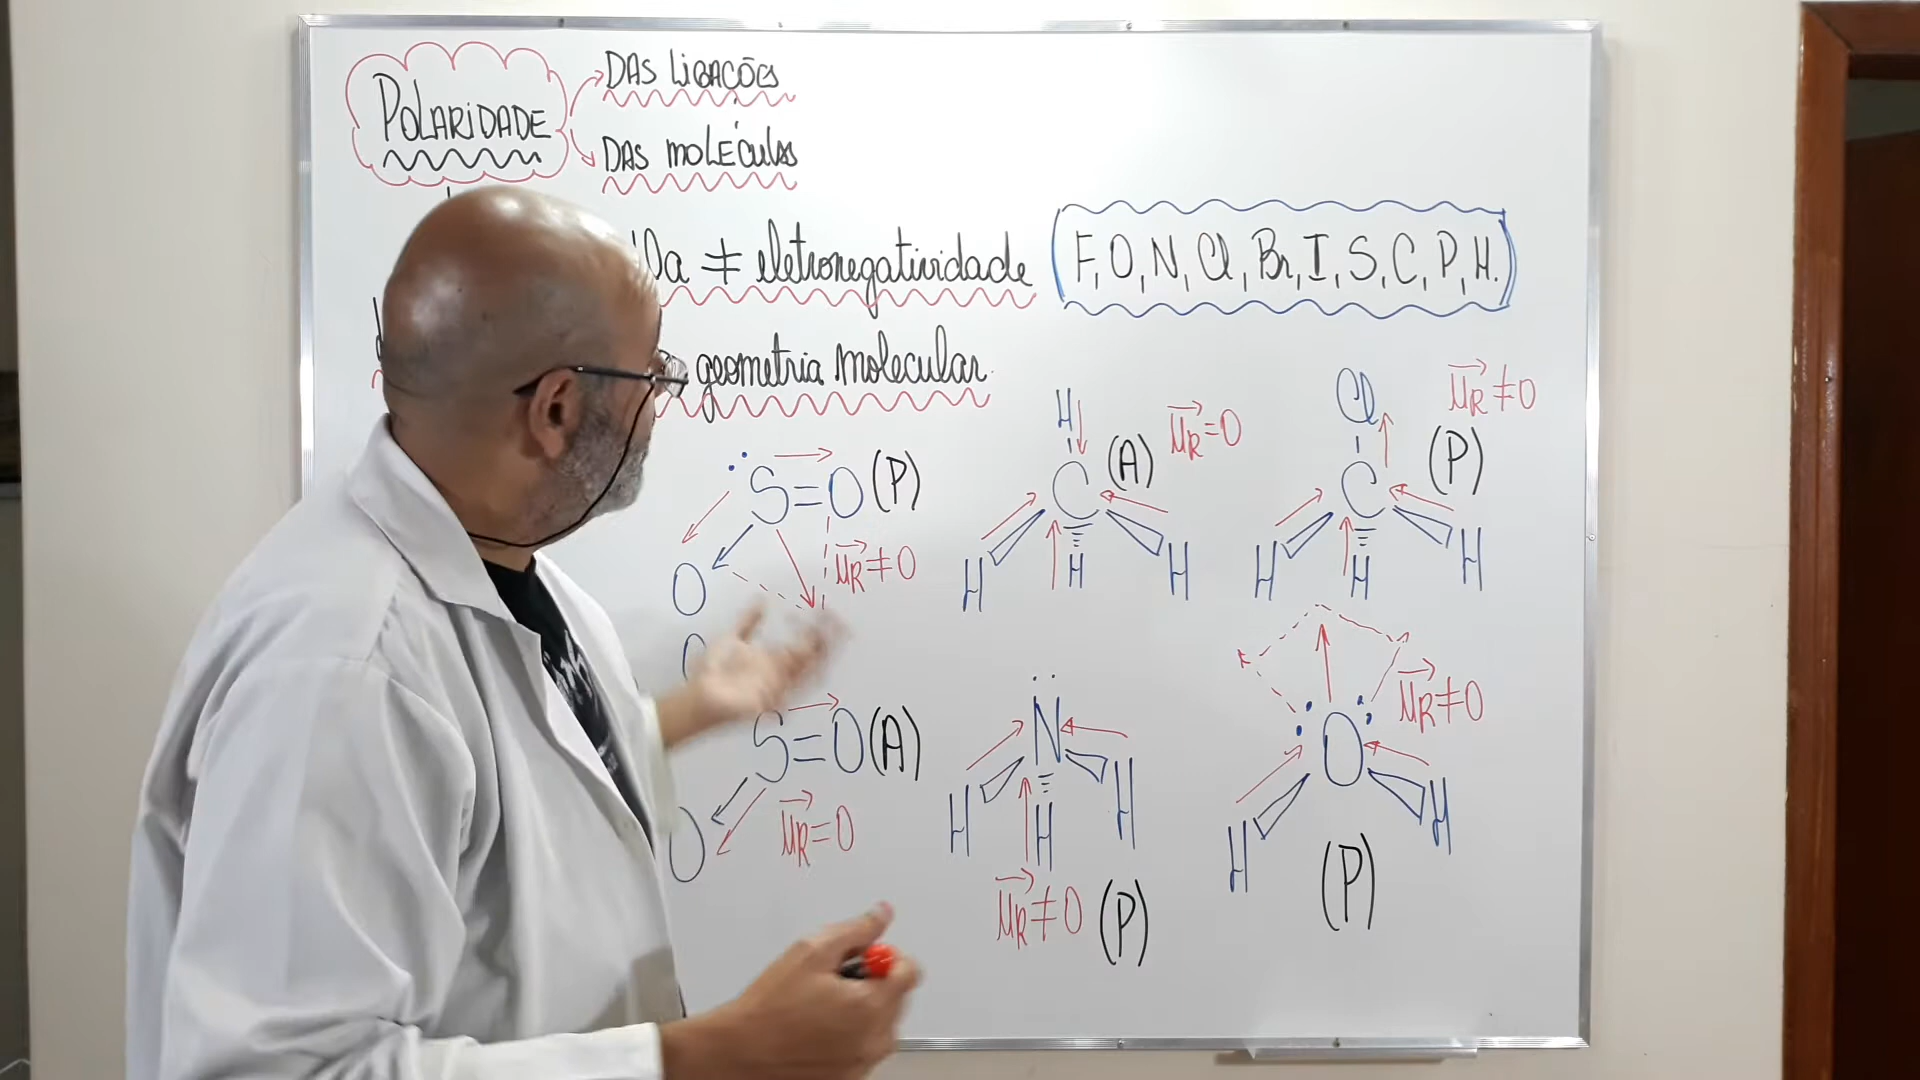 POLARIDADE
DAS LIGAÇÕES
DAS MOLÉCULAS
≠ eletronegatividade (F, O, N, Cl, Br, I, S, C, P, H.)
geometria molecular
S=O (P)
O
μR≠0
H
C (A) μR=0
H H H
Cl μR≠0
C (P)
H H H
S=O (A)
O
μR=0
N
H H H
μR≠0 (P)
μR≠0
O
H H
(P)